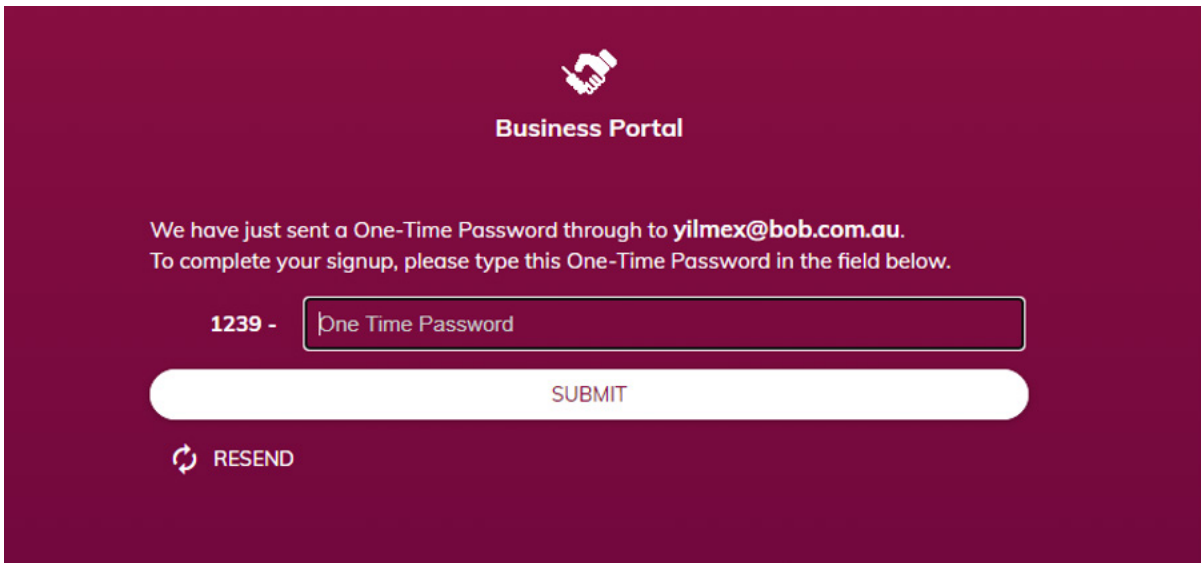 Business Portal
We have just sent a One-Time Password through to yilmex@bob.com.au.
To complete your signup, please type this One-Time Password in the field below.
1239 - One Time Password
SUBMIT
RESEND